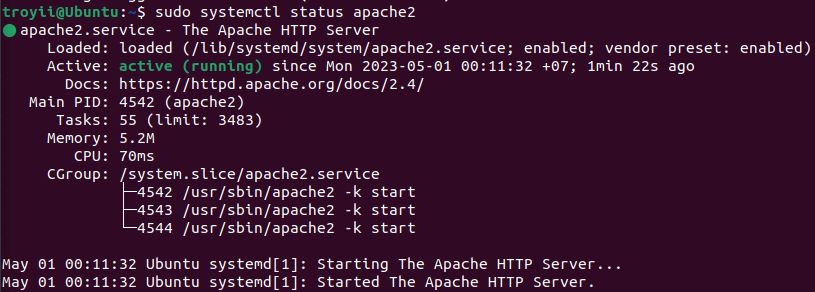 troyii@Ubuntu:~$ sudo systemctl status apache2
● apache2.service - The Apache HTTP Server
     Loaded: loaded (/lib/systemd/system/apache2.service; enabled; vendor preset: enabled)
     Active: active (running) since Mon 2023-05-01 00:11:32 +07; 1min 22s ago
       Docs: https://httpd.apache.org/docs/2.4/
   Main PID: 4542 (apache2)
      Tasks: 55 (limit: 3483)
     Memory: 5.2M
        CPU: 70ms
     CGroup: /system.slice/apache2.service
             ├─4542 /usr/sbin/apache2 -k start
             ├─4543 /usr/sbin/apache2 -k start
             └─4544 /usr/sbin/apache2 -k start
May 01 00:11:32 Ubuntu systemd[1]: Starting The Apache HTTP Server...
May 01 00:11:32 Ubuntu systemd[1]: Started The Apache HTTP Server.